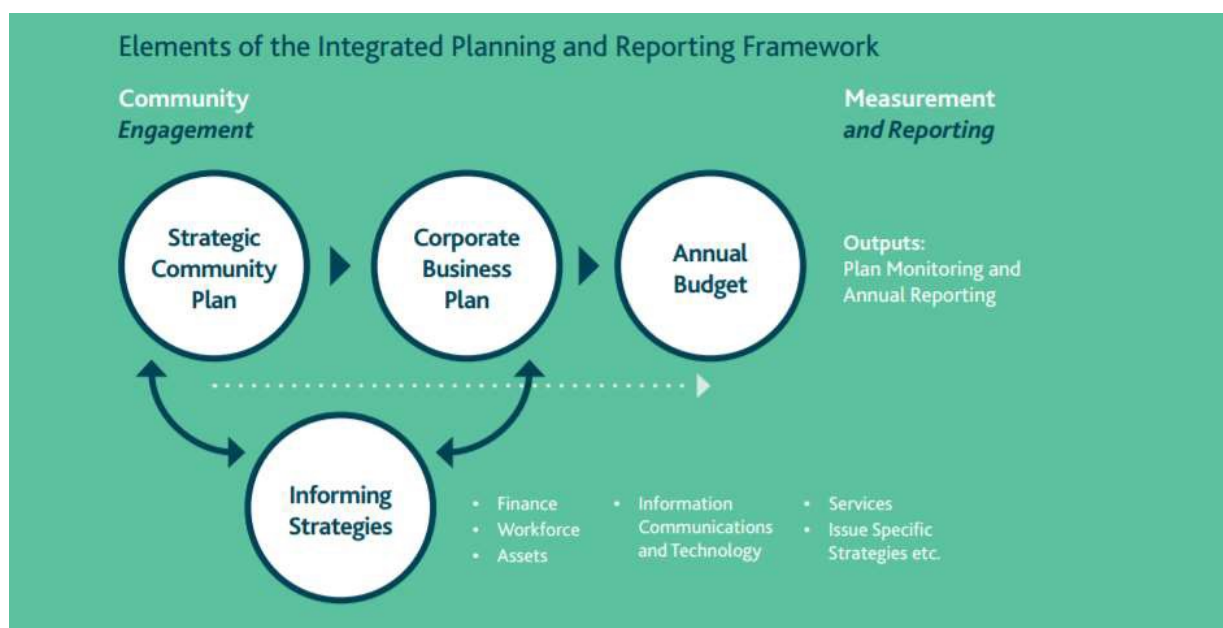 Elements of the Integrated Planning and Reporting Framework
Community
Engagement
Measurement
and Reporting
Strategic
Community
Plan
Corporate
Business
Plan
Annual
Budget
Outputs:
Plan Monitoring and
Annual Reporting
Informing
Strategies
• Finance
• Workforce
• Assets
• Information
Communications
and Technology
• Services
• Issue Specific
Strategies etc.